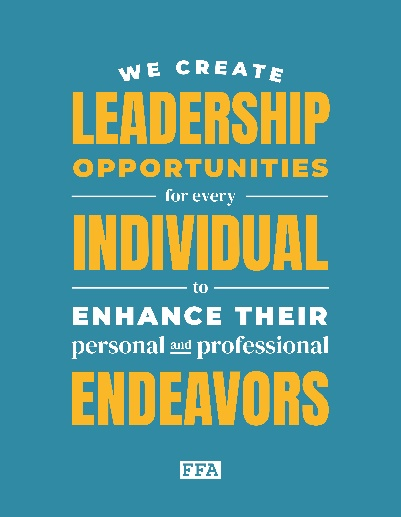 WE CREATE
LEADERSHIP
OPPORTUNITIES
for every
INDIVIDUAL
to
ENHANCE THEIR
personal and professional
ENDEAVORS
FFA